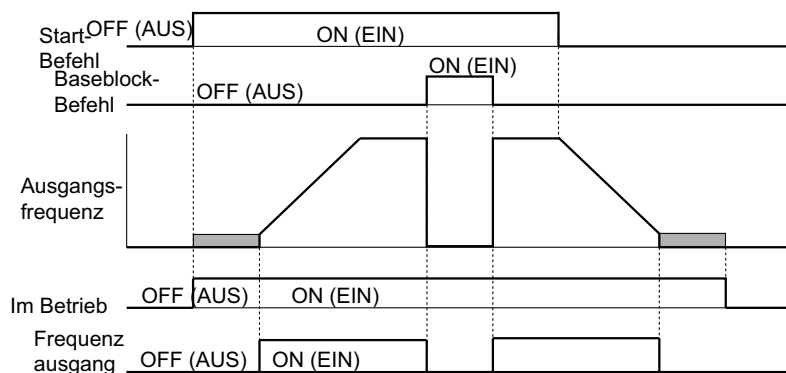 Start- OFF (AUS) ON (EIN)
Befehl
ON (EIN)
Baseblock-
Befehl OFF (AUS)
Ausgangs-
frequenz
Im Betrieb OFF (AUS) ON (EIN)
Frequenz
ausgang OFF (AUS) ON (EIN)